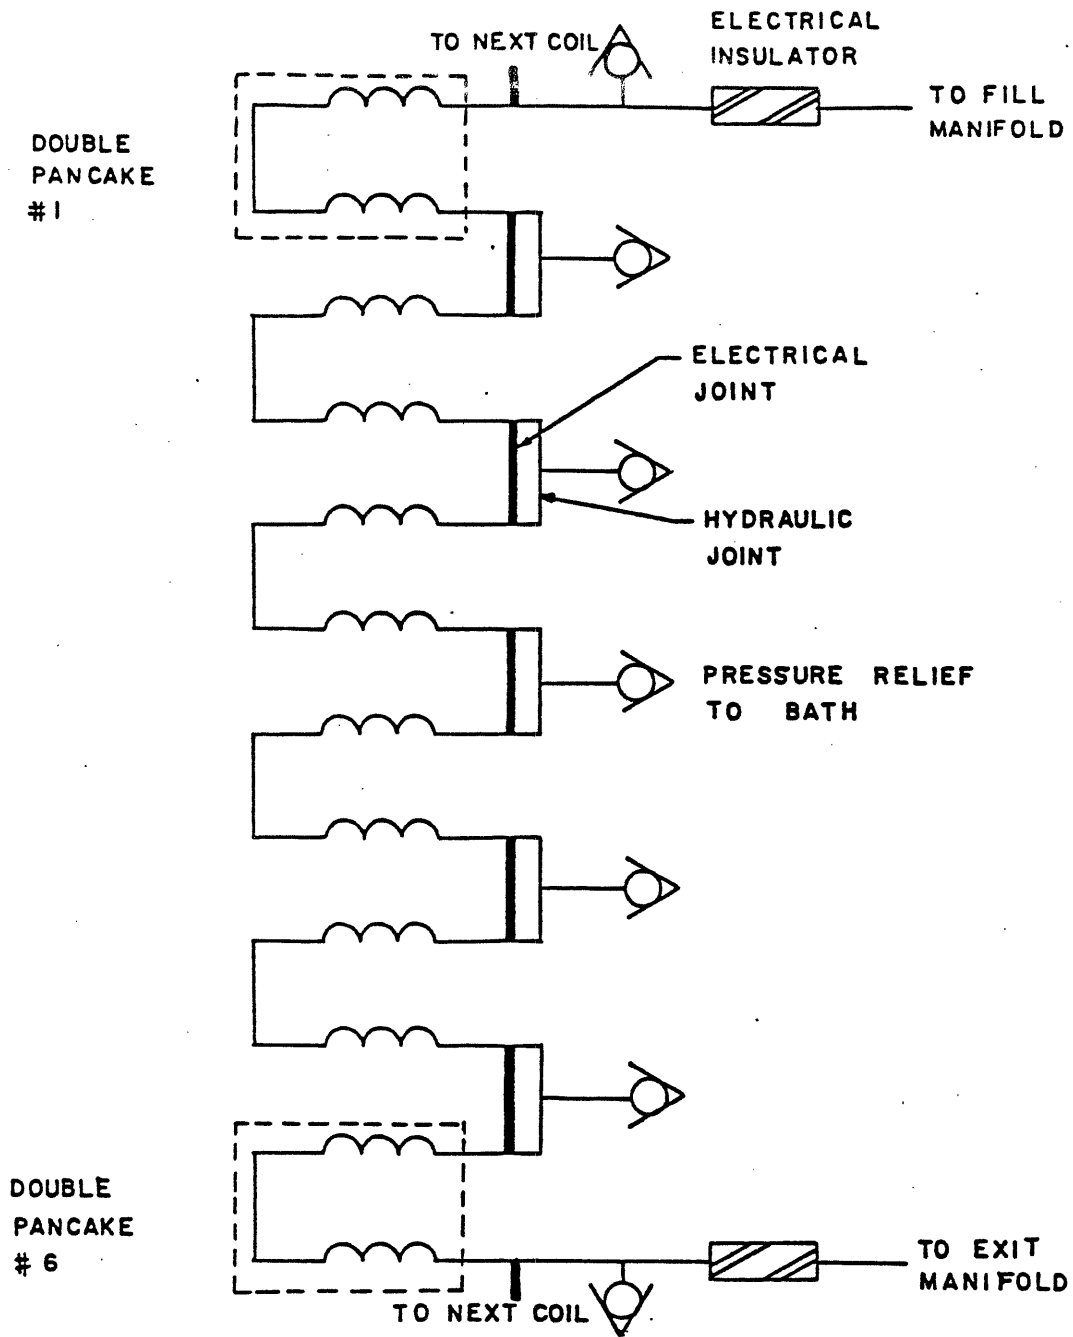 TO NEXT COIL
ELECTRICAL
INSULATOR
TO FILL
MANIFOLD
DOUBLE
PANCAKE
#1
ELECTRICAL
JOINT
HYDRAULIC
JOINT
PRESSURE RELIEF
TO BATH
DOUBLE
PANCAKE
#6
TO EXIT
MANIFOLD
TO NEXT COIL